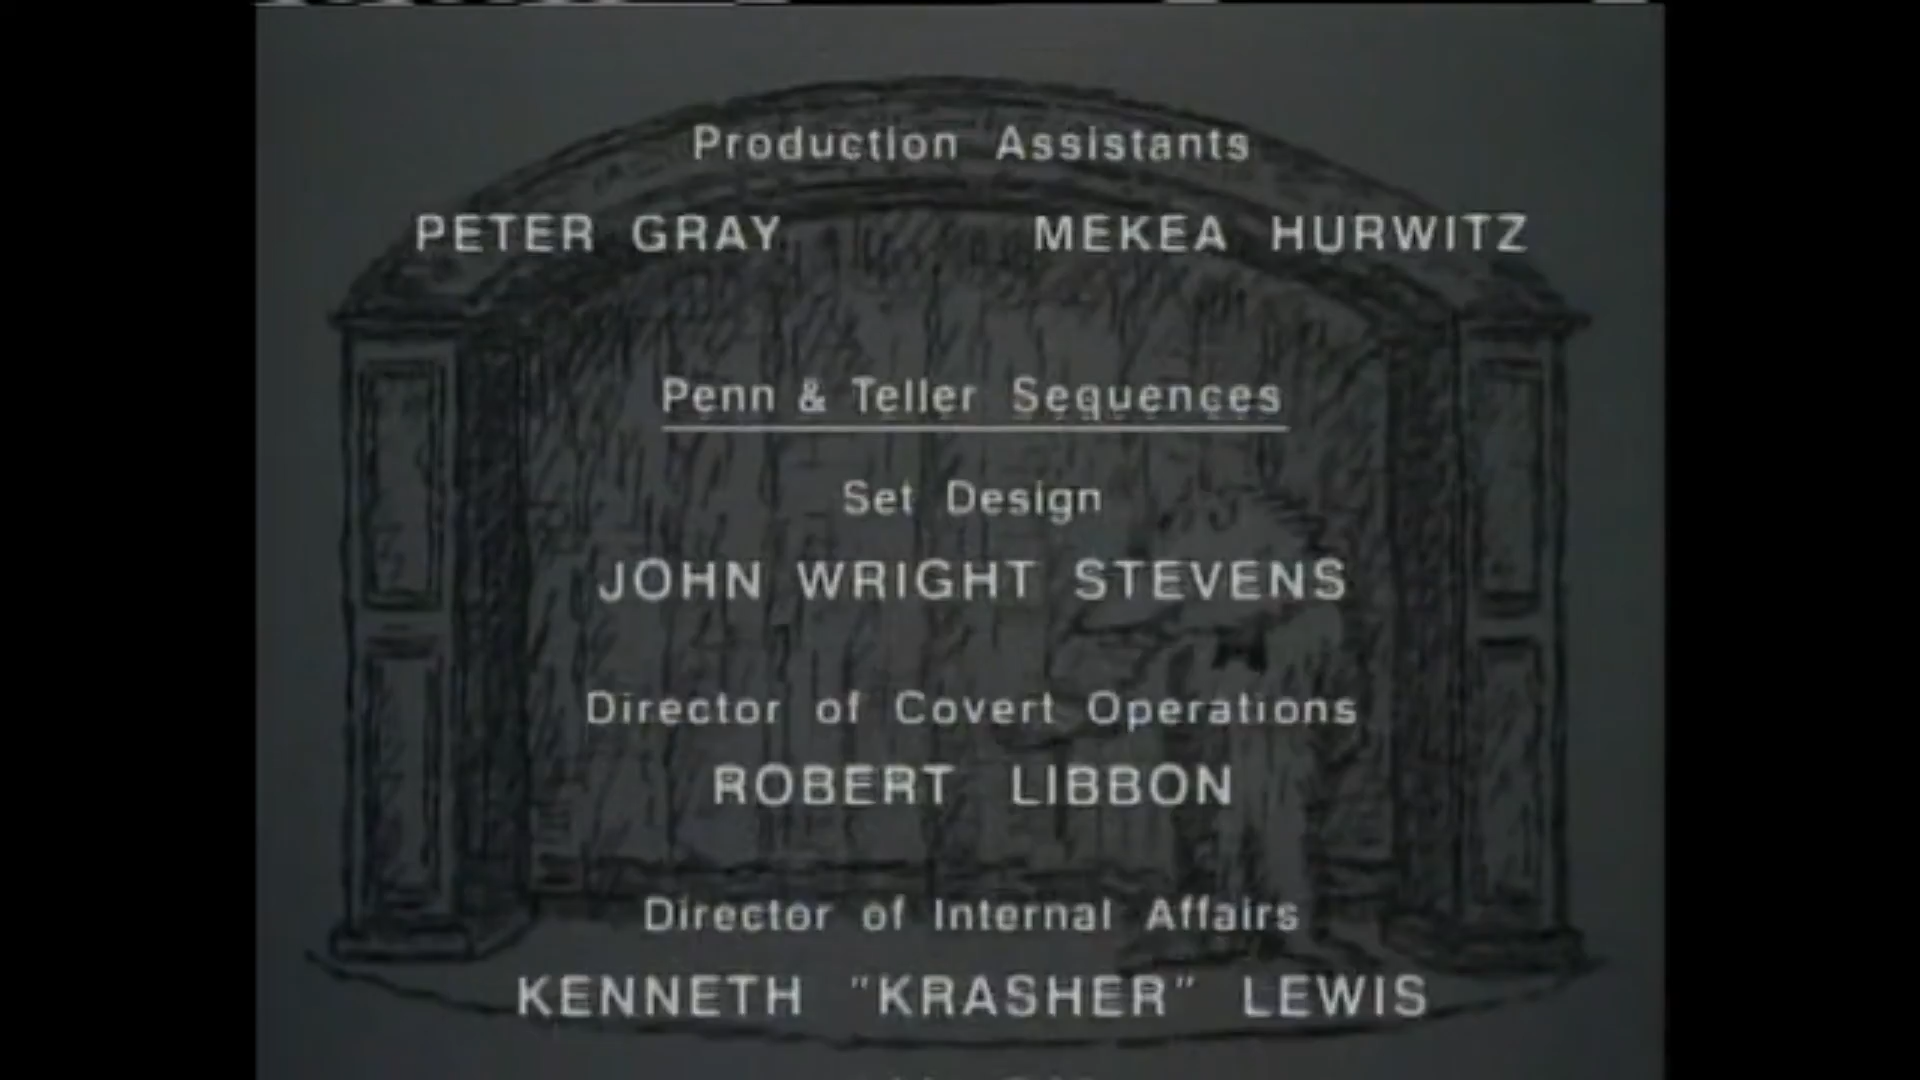 Production Assistants
PETER GRAY MEKEA HURWITZ
Penn & Teller Sequences
Set Design
JOHN WRIGHT STEVENS
Director of Covert Operations
ROBERT LIBBON
Director of Internal Affairs
KENNETH "KRASHER" LEWIS